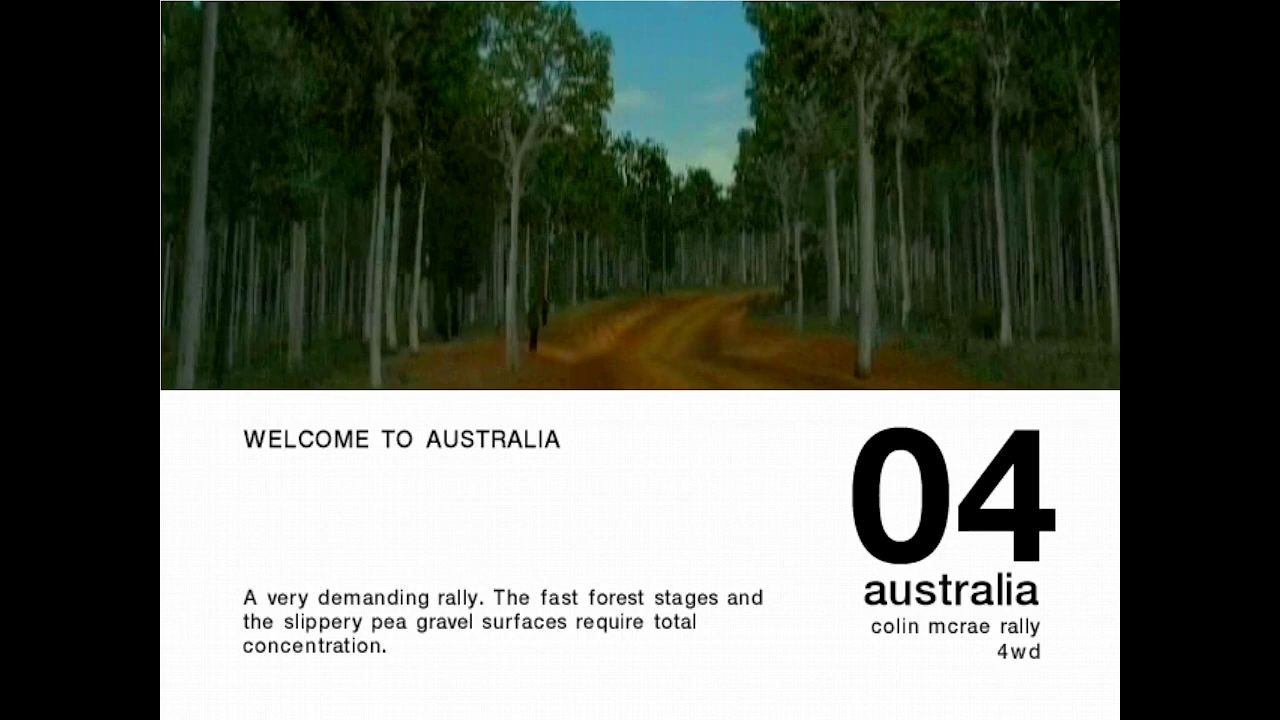 WELCOME TO AUSTRALIA
A very demanding rally. The fast forest stages and
the slippery pea gravel surfaces require total
concentration.
04
australia
colin mcrae rally
4wd